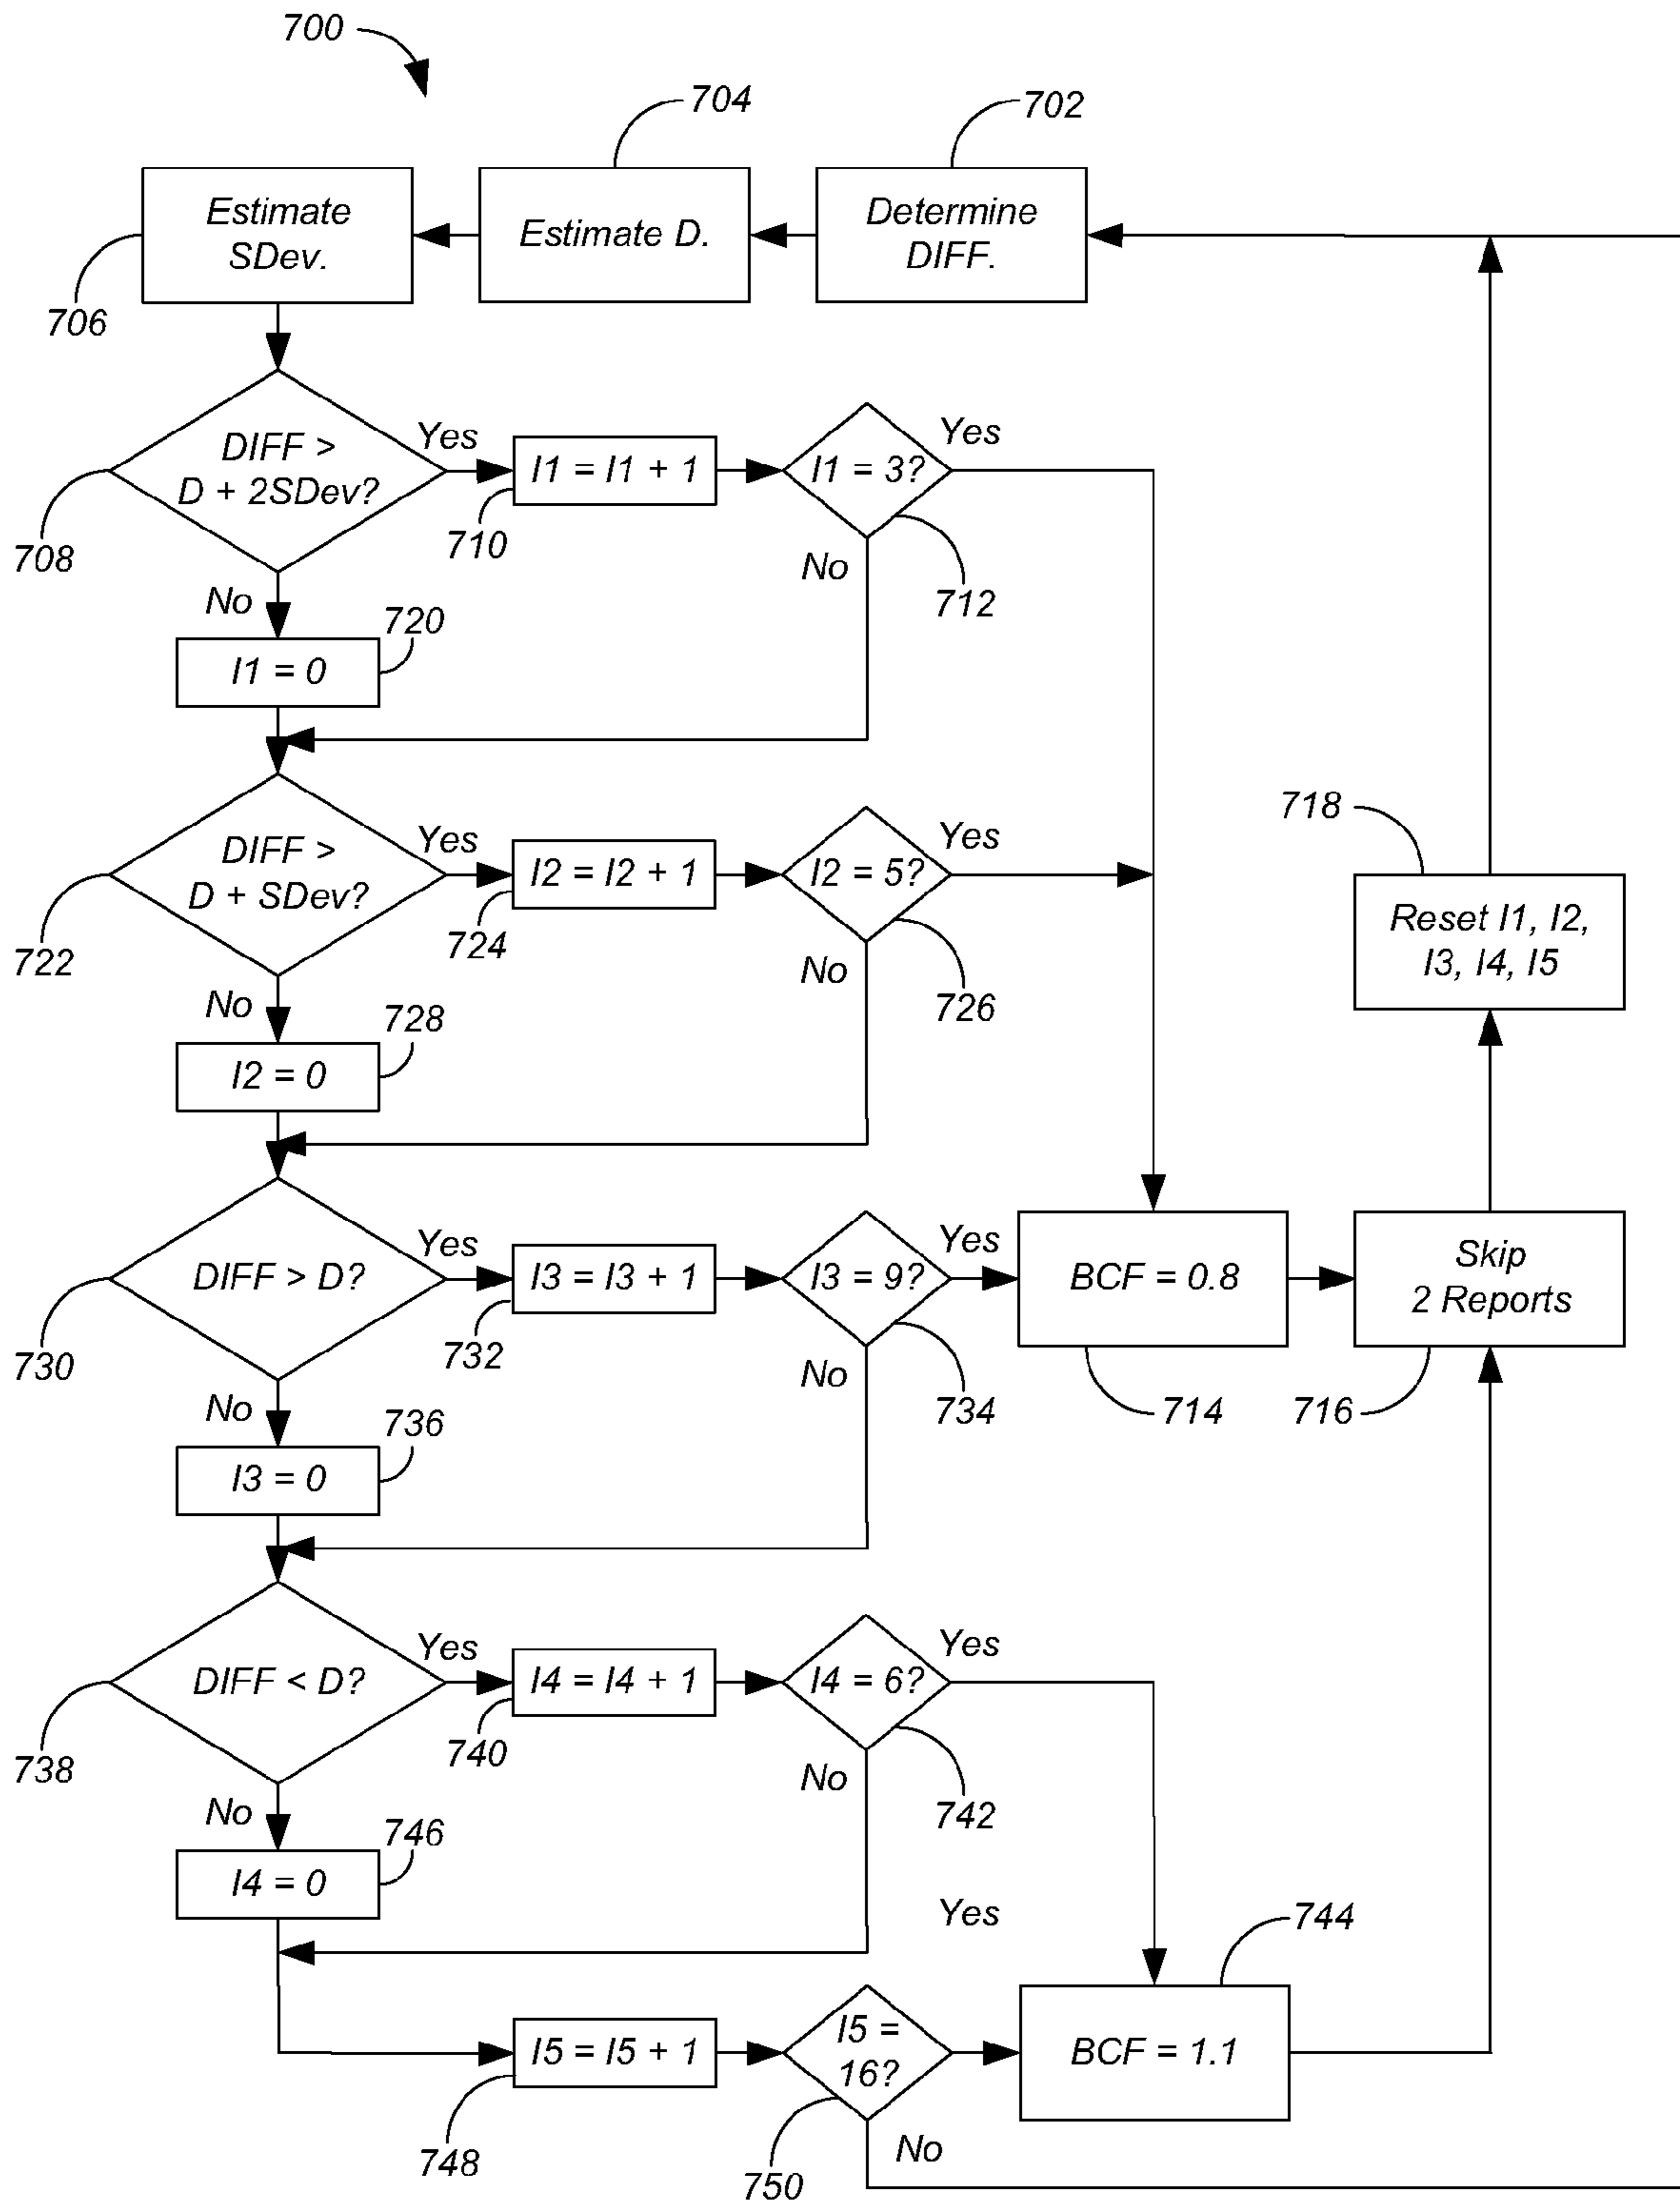 700
704
702
Estimate
SDev.
Estimate D.
Determine
DIFF.
706
DIFF >
D + 2SDev?
Yes
I1 = I1 + 1
I1 = 3?
Yes
708
710
No
712
No
720
I1 = 0
DIFF >
D + SDev?
Yes
I2 = I2 + 1
I2 = 5?
Yes
718
722
724
No
726
Reset I1, I2,
I3, I4, I5
No
728
I2 = 0
DIFF > D?
Yes
I3 = I3 + 1
I3 = 9?
Yes
BCF = 0.8
Skip
2 Reports
730
732
No
734
714
716
No
736
I3 = 0
DIFF < D?
Yes
I4 = I4 + 1
I4 = 6?
Yes
738
740
No
742
No
746
I4 = 0
Yes
744
I5 = I5 + 1
I5 =
16?
BCF = 1.1
748
750
No